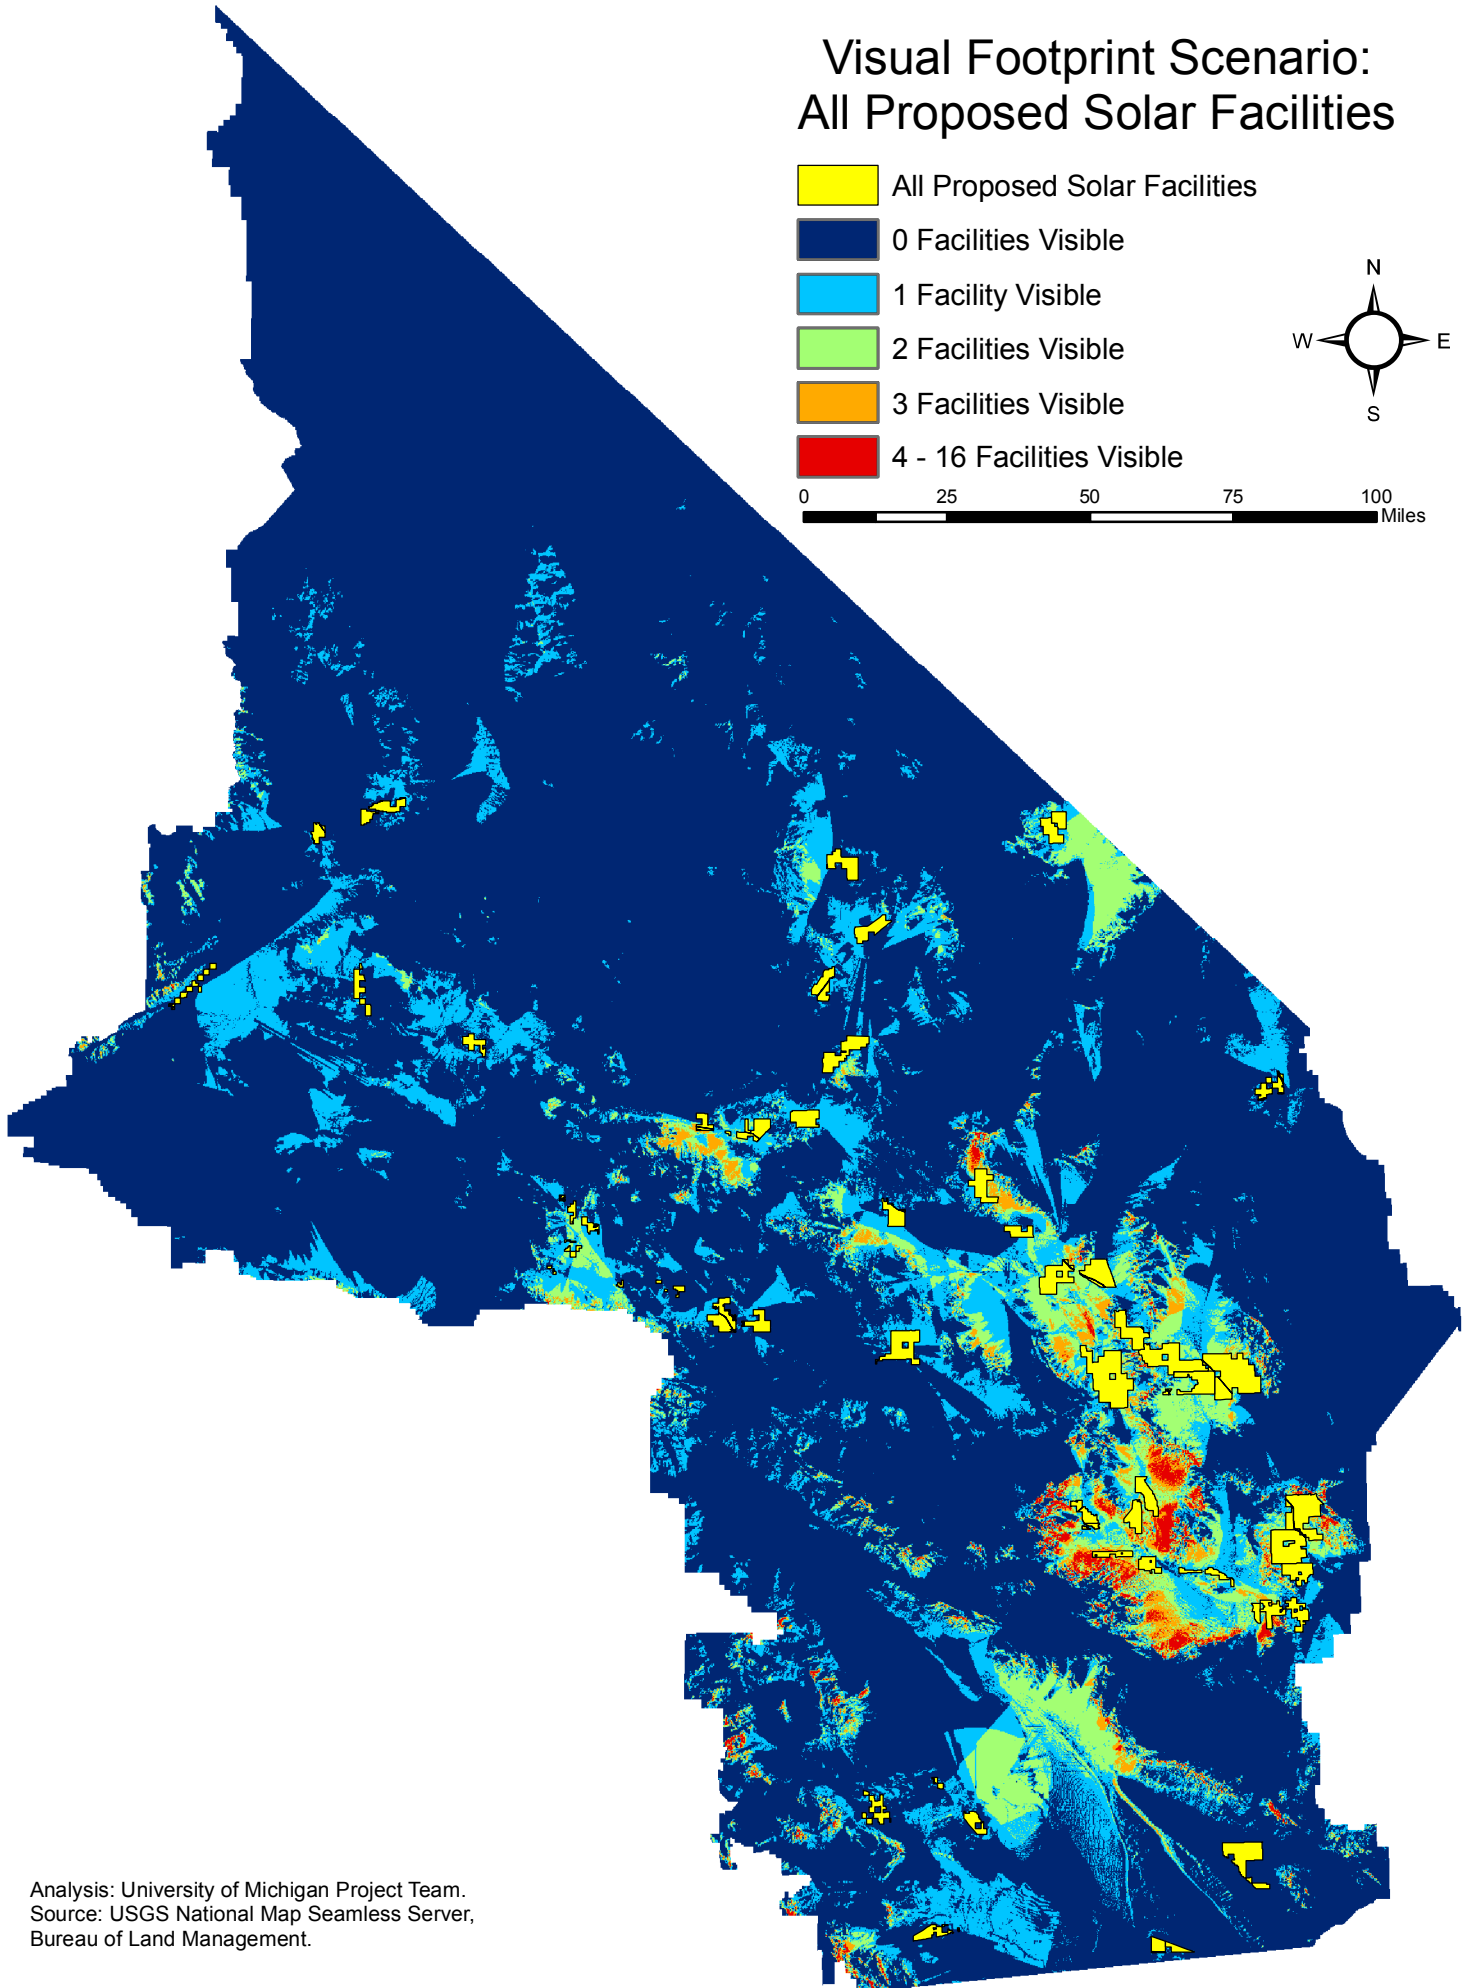 Visual Footprint Scenario:
All Proposed Solar Facilities
All Proposed Solar Facilities
0 Facilities Visible
1 Facility Visible
2 Facilities Visible
3 Facilities Visible
4 - 16 Facilities Visible
N
W E
S
0 25 50 75 100
Miles
Analysis: University of Michigan Project Team.
Source: USGS National Map Seamless Server,
Bureau of Land Management.